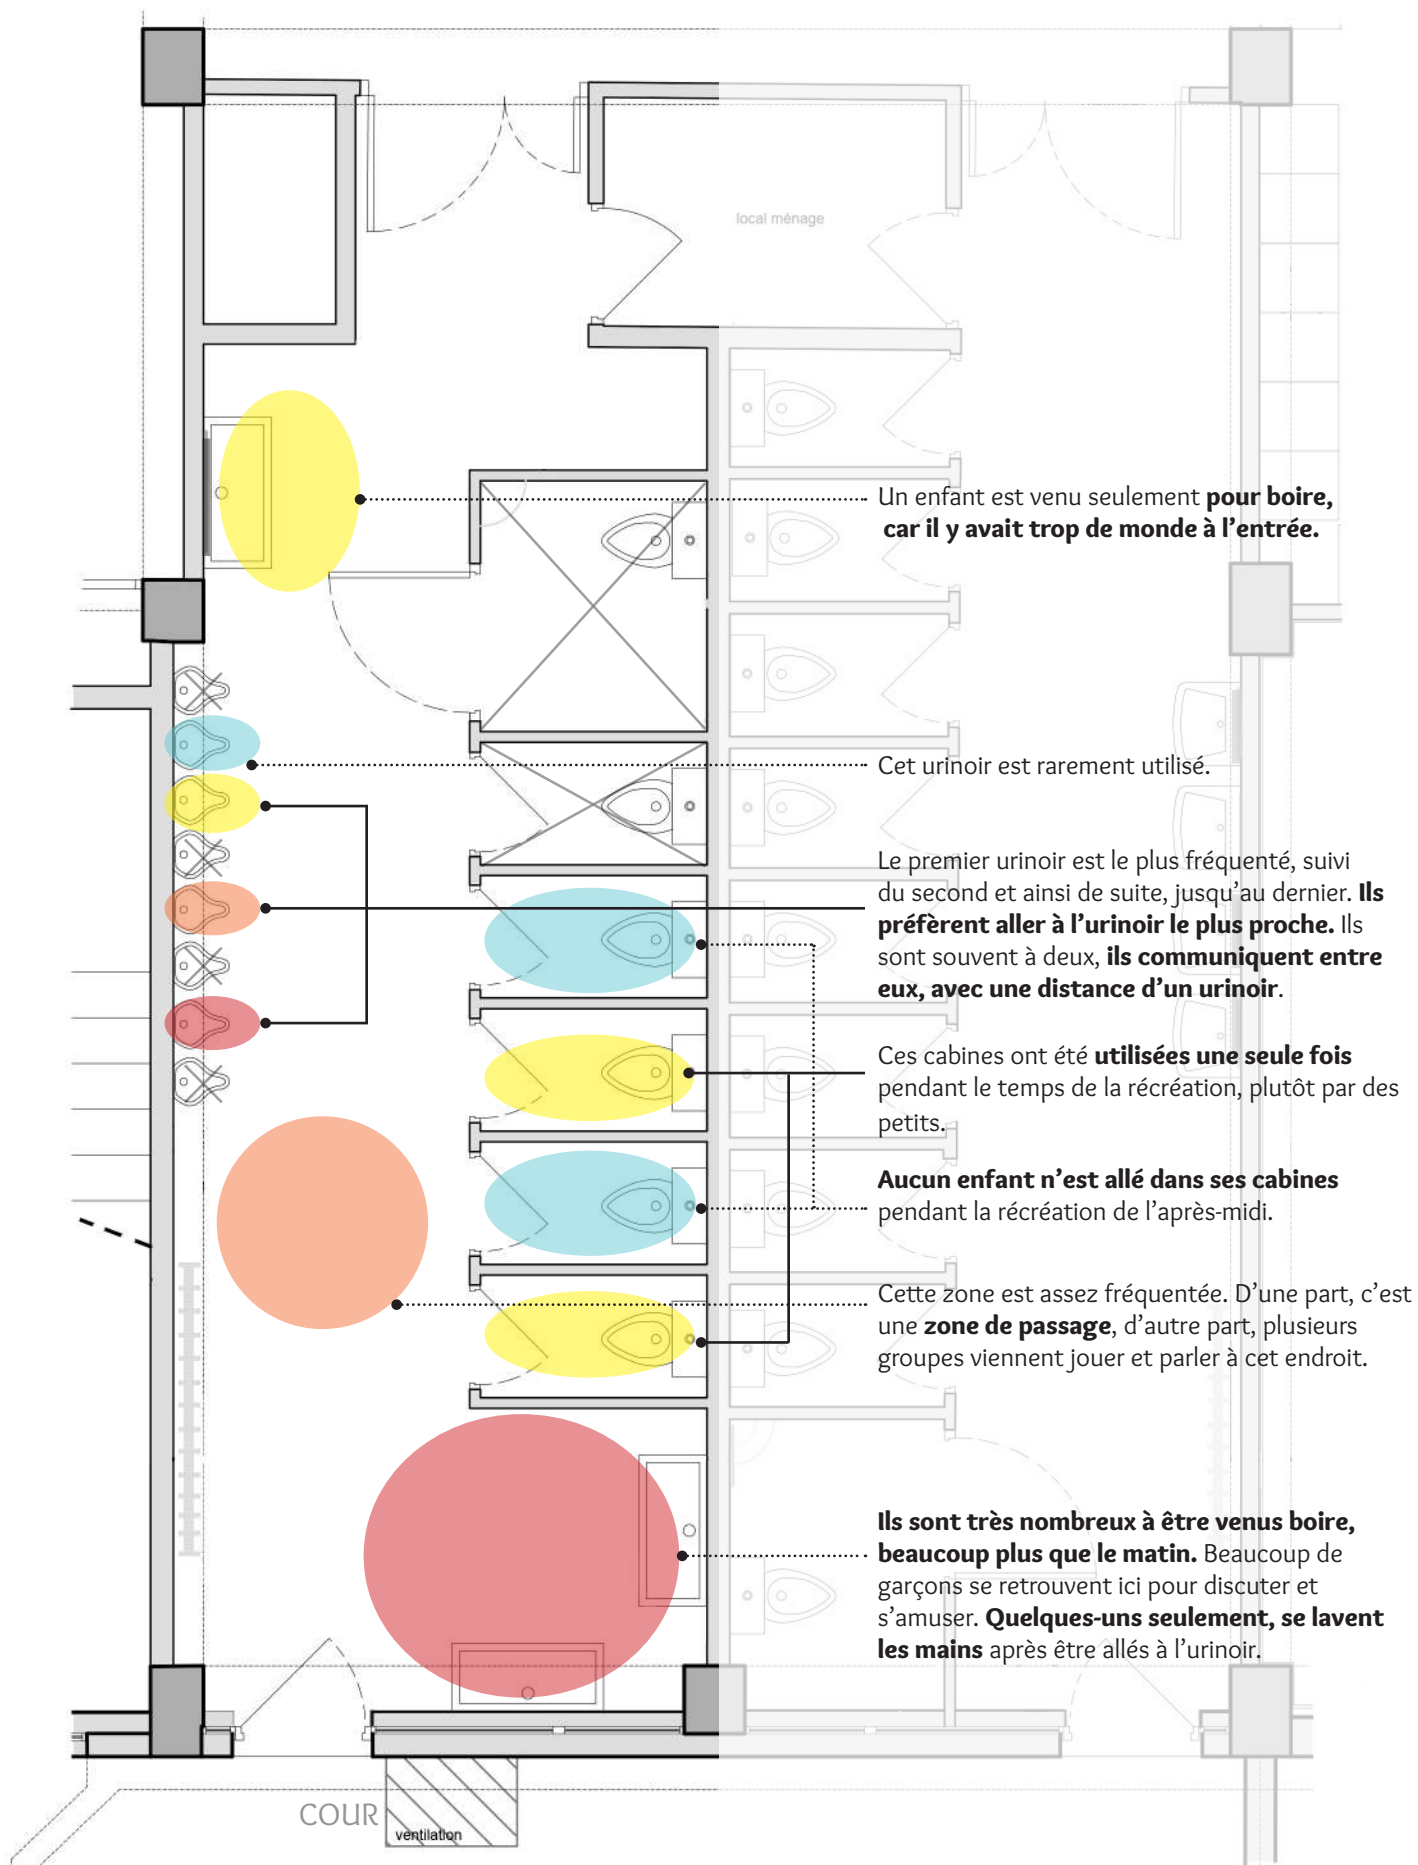 local ménage
Un enfant est venu seulement pour boire,
car il y avait trop de monde à l'entrée.
Cet urinoir est rarement utilisé.
Le premier urinoir est le plus fréquenté, suivi
du second et ainsi de suite, jusqu'au dernier. Ils
préfèrent aller à l'urinoir le plus proche. Ils
sont souvent à deux, ils communiquent entre
eux, avec une distance d'un urinoir.
Ces cabines ont été utilisées une seule fois
pendant le temps de la récréation, plutôt par des
petits.
Aucun enfant n'est allé dans ses cabines
pendant la récréation de l'après-midi.
Cette zone est assez fréquentée. D'une part, c'est
une zone de passage, d'autre part, plusieurs
groupes viennent jouer et parler à cet endroit.
Ils sont très nombreux à être venus boire,
beaucoup plus que le matin. Beaucoup de
garçons se retrouvent ici pour discuter et
s'amuser. Quelques-uns seulement, se lavent
les mains après être allés à l'urinoir.
COUR
ventilation